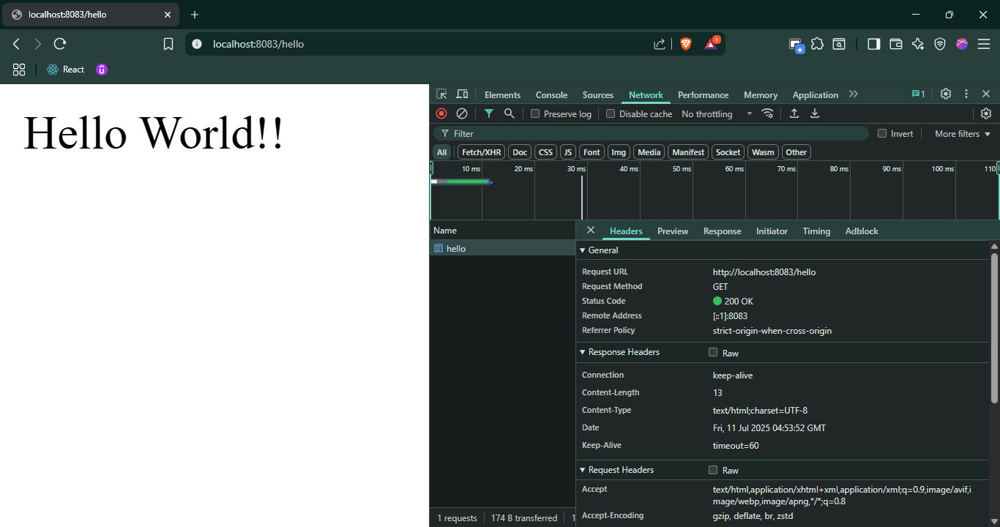 localhost:8083/hello
localhost:8083/hello
1
React
Hello World!!
Elements Console Sources Network Performance Memory Application 1
Preserve log Disable cache No throttling
Filter Invert More filters
All Fetch/XHR Doc CSS JS Font Img Media Manifest Socket Wasm Other
10 ms 20 ms 30 ms 40 ms 50 ms 60 ms 70 ms 80 ms 90 ms 100 ms 110
Name Headers Preview Response Initiator Timing Adblock
hello
General
Request URL http://localhost:8083/hello
Request Method GET
Status Code 200 OK
Remote Address [::1]:8083
Referrer Policy strict-origin-when-cross-origin
Response Headers Raw
Connection keep-alive
Content-Length 13
Content-Type text/html;charset=UTF-8
Date Fri, 11 Jul 2025 04:53:52 GMT
Keep-Alive timeout=60
Request Headers Raw
Accept text/html,application/xhtml+xml,application/xml;q=0.9,image/avif,i
mage/webp,image/apng,*/*;q=0.8
Accept-Encoding gzip, deflate, br, zstd
1 requests 174 B transferred 1